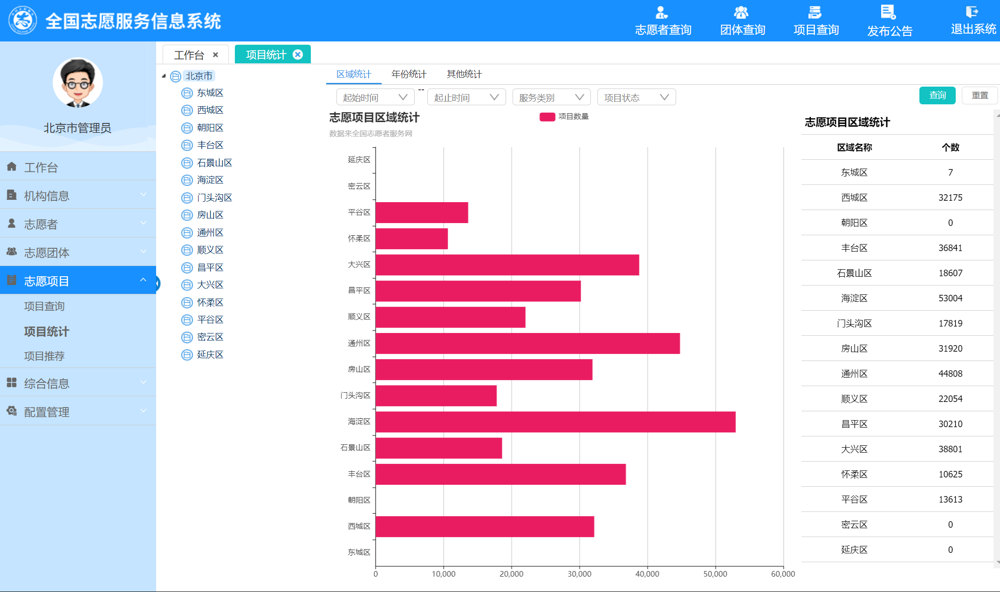 全国志愿服务信息系统
志愿者查询
团体查询
项目查询
发布公告
退出系统
北京市管理员
工作台
机构信息
志愿者
志愿团体
志愿项目
项目查询
项目统计
项目推荐
综合信息
配置管理
工作台
项目统计
北京市
东城区
西城区
朝阳区
丰台区
石景山区
海淀区
门头沟区
房山区
通州区
顺义区
昌平区
大兴区
怀柔区
平谷区
密云区
延庆区
区域统计 年份统计 其他统计
起始时间 -- 起止时间 服务类别 项目状态 查询 重置
志愿项目区域统计
数据来全国志愿者服务网
项目数量
延庆区
密云区
平谷区
怀柔区
大兴区
昌平区
顺义区
通州区
房山区
门头沟区
海淀区
石景山区
丰台区
朝阳区
西城区
东城区
0 10,000 20,000 30,000 40,000 50,000 60,000
志愿项目区域统计
区域名称 个数
东城区 7
西城区 32175
朝阳区 0
丰台区 36841
石景山区 18607
海淀区 53004
门头沟区 17819
房山区 31920
通州区 44808
顺义区 22054
昌平区 30210
大兴区 38801
怀柔区 10625
平谷区 13613
密云区 0
延庆区 0